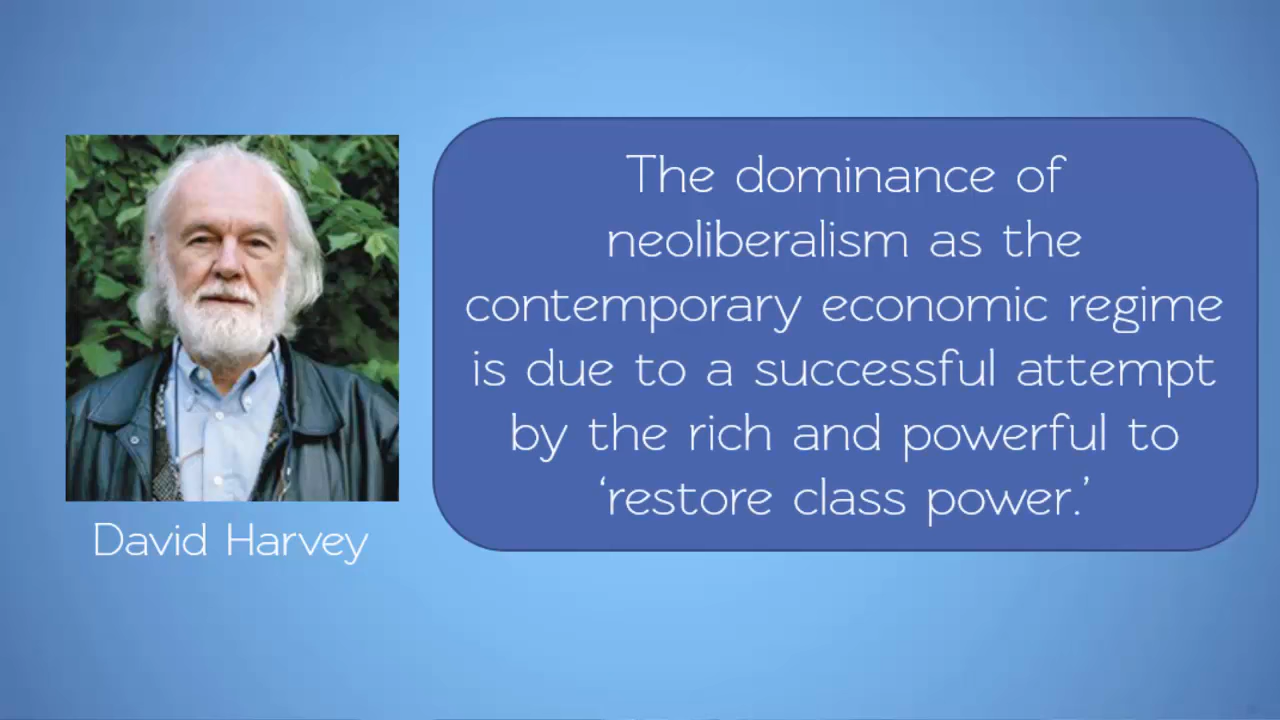 The dominance of
neoliberalism as the
contemporary economic regime
is due to a successful attempt
by the rich and powerful to
‘restore class power.’
David Harvey